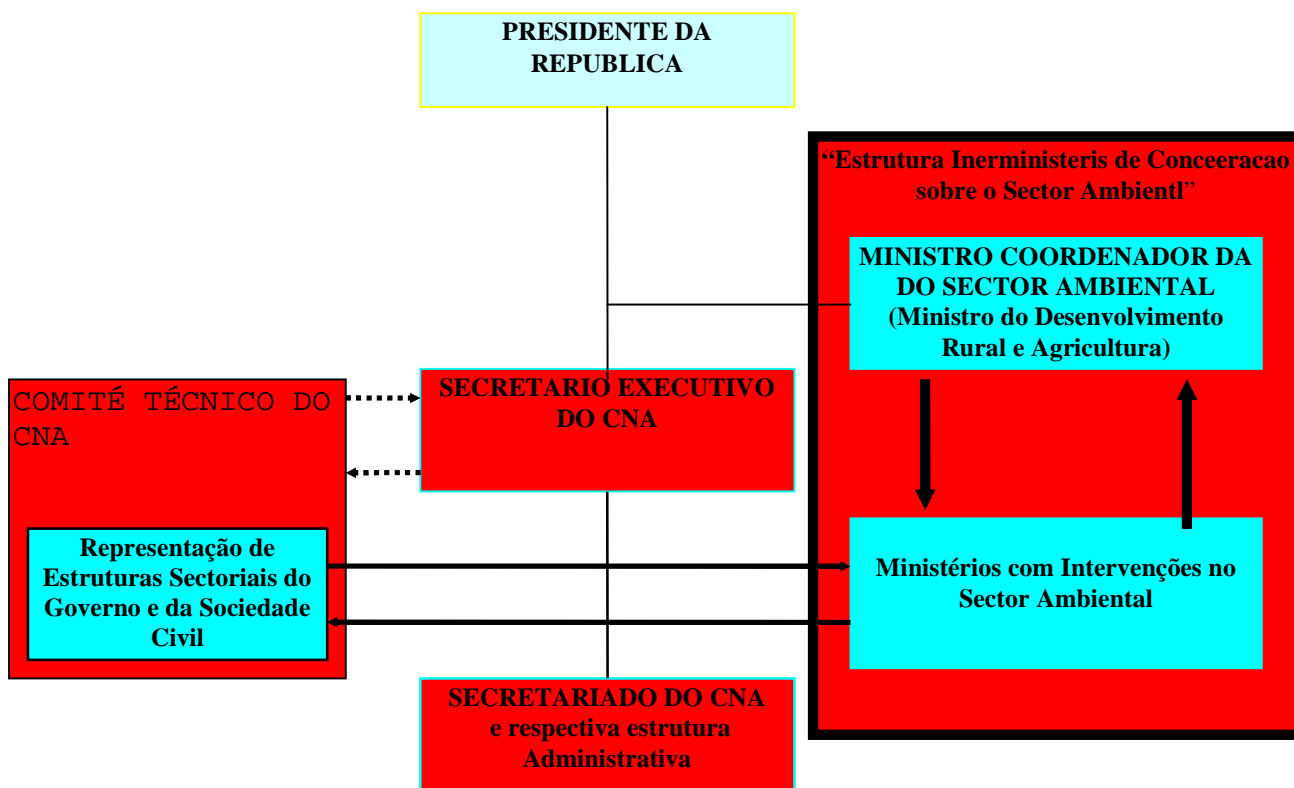 PRESIDENTE DA
REPUBLICA
“Estrutura Inerministeris de Conceeracao
sobre o Sector Ambientl”
MINISTRO COORDENADOR DA
DO SECTOR AMBIENTAL
(Ministro do Desenvolvimento
Rural e Agricultura)
COMITÉ TÉCNICO DO
CNA
SECRETARIO EXECUTIVO
DO CNA
Representação de
Estruturas Sectoriais do
Governo e da Sociedade
Civil
Ministérios com Intervenções no
Sector Ambiental
SECRETARIADO DO CNA
e respectiva estrutura
Administrativa